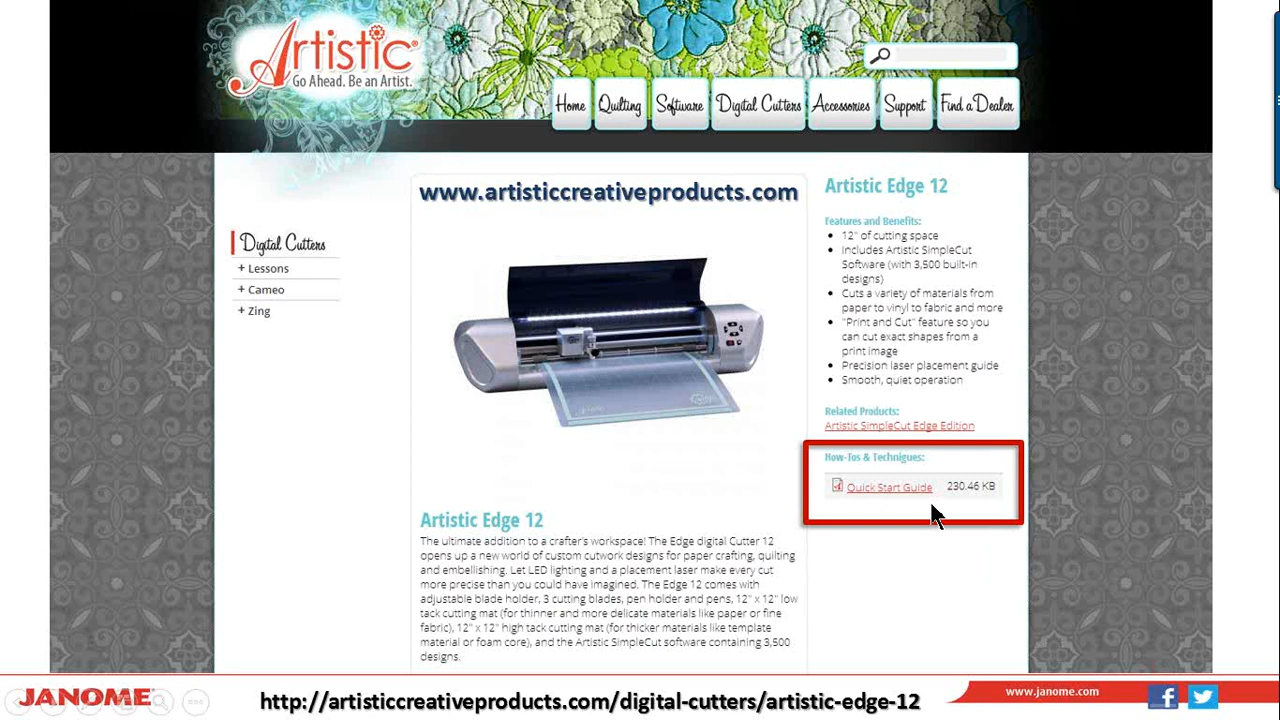 Artistic®
Go Ahead. Be an Artist.
Home
Quilting
Software
Digital Cutters
Accessories
Support
Find a Dealer
www.artisticcreativeproducts.com
Digital Cutters
+ Lessons
+ Cameo
+ Zing
Artistic Edge 12
Features and Benefits:
• 12" of cutting space
• Includes Artistic SimpleCut
Software (with 3,500 built-in
designs)
• Cuts a variety of materials from
paper to vinyl to fabric and more
• "Print and Cut" feature so you
can cut exact shapes from a
print image
• Precision laser placement guide
• Smooth, quiet operation
Related Products:
Artistic SimpleCut Edge Edition
How-Tos & Techniques:
Quick Start Guide 230.46 KB
Artistic Edge 12
The ultimate addition to a crafter's workspace! The Edge digital Cutter 12
opens up a new world of custom cutwork designs for paper crafting, quilting
and embellishing. Let LED lighting and a placement laser make every cut
more precise than you could have imagined. The Edge 12 comes with
adjustable blade holder, 3 cutting blades, pen holder and pens, 12" x 12" low
tack cutting mat (for thinner and more delicate materials like paper or fine
fabric), 12" x 12" high tack cutting mat (for thicker materials like template
material or foam core), and the Artistic SimpleCut software containing 3,500
designs.
JANOME
http://artisticcreativeproducts.com/digital-cutters/artistic-edge-12
www.janome.com